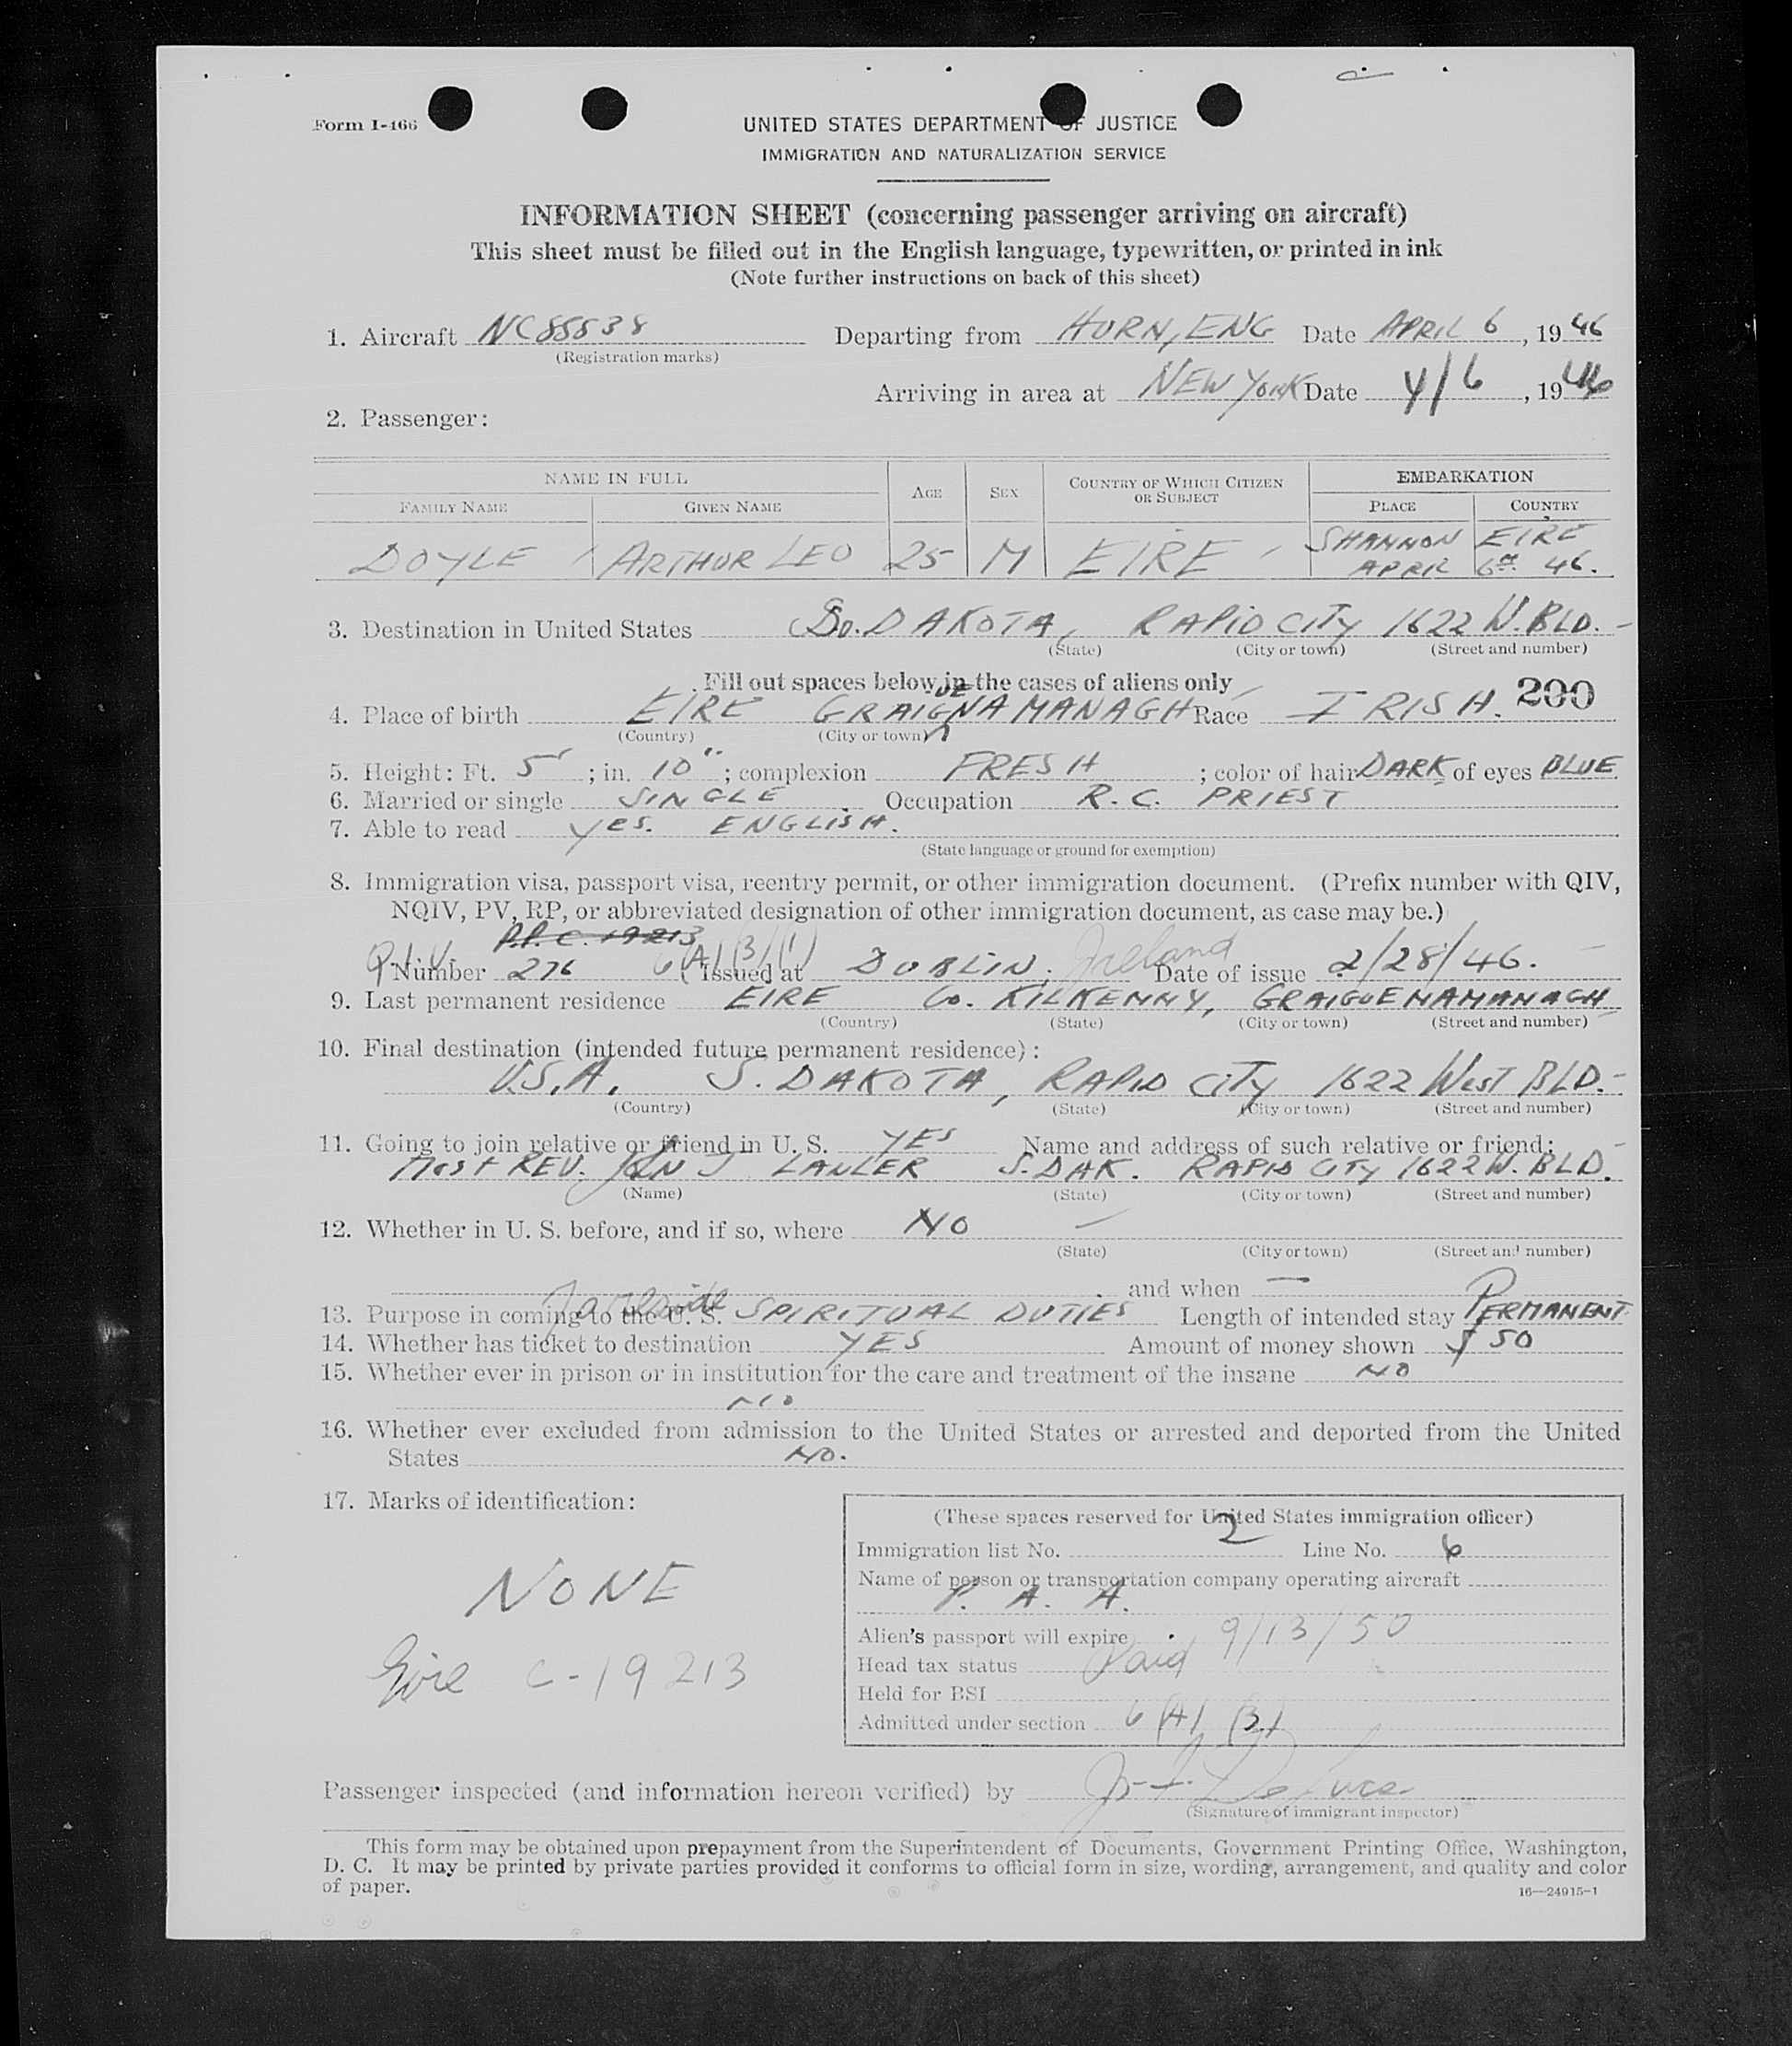 Form I-466
UNITED STATES DEPARTMENT OF JUSTICE
IMMIGRATION AND NATURALIZATION SERVICE
INFORMATION SHEET (concerning passenger arriving on aircraft)
This sheet must be filled out in the English language, typewritten, or printed in ink
(Note further instructions on back of this sheet)
1. Aircraft NC88838 Departing from HURN, ENG Date APRIL 6, 1946
(Registration marks)
Arriving in area at NEW YORK Date 4/6, 1946
2. Passenger:
NAME IN FULL AGE SEX COUNTRY OF WHICH CITIZEN OR SUBJECT EMBARKATION
FAMILY NAME GIVEN NAME PLACE COUNTRY
DOYLE ARTHUR LEO 25 M EIRE SHANNON EIRE
APRIL 6th 46.
3. Destination in United States So. DAKOTA, RAPID CITY 1622 W. BLD.
(State) (City or town) (Street and number)
Fill out spaces below in the cases of aliens only
4. Place of birth EIRE GRAIGUENAMANAGH Race IRISH. 200
(Country) (City or town)
5. Height: Ft. 5' ; in. 10" ; complexion FRESH ; color of hair DARK of eyes BLUE
6. Married or single SINGLE. Occupation R.C. PRIEST
7. Able to read Yes. ENGLISH.
(State language or ground for exemption)
8. Immigration visa, passport visa, reentry permit, or other immigration document. (Prefix number with QIV,
NQIV, PV, RP, or abbreviated designation of other immigration document, as case may be.)
P.P.C. 19213
Q.I.V. Number 276 6(A)(3)(1) Issued at DUBLIN. Ireland Date of issue 2/28/46.
9. Last permanent residence EIRE Co. KILKENNY, GRAIGUENAMANAGH
(Country) (State) (City or town) (Street and number)
10. Final destination (intended future permanent residence):
U.S.A. S. DAKOTA, RAPID CITY 1622 WEST BLD.
(Country) (State) (City or town) (Street and number)
11. Going to join relative or friend in U. S. YES Name and address of such relative or friend:
Most REV. JOHN J LAWLER S. DAK. RAPID CITY 1622 W. BLD.
(Name) (State) (City or town) (Street and number)
12. Whether in U. S. before, and if so, where NO
(State) (City or town) (Street and number)
and when —
13. Purpose in coming to the U. S. To reside SPIRITUAL DUTIES Length of intended stay PERMANENT
14. Whether has ticket to destination YES Amount of money shown $ 50
15. Whether ever in prison or in institution for the care and treatment of the insane NO
NO
16. Whether ever excluded from admission to the United States or arrested and deported from the United
States NO.
17. Marks of identification:
NONE
Eire C-19213
(These spaces reserved for United States immigration officer)
Immigration list No. 2 Line No. 6
Name of person or transportation company operating aircraft
P. A. A.
Alien's passport will expire 9/13/50
Head tax status Paid
Held for BSI
Admitted under section 6(A)(3)
Passenger inspected (and information hereon verified) by
(Signature of immigrant inspector)
This form may be obtained upon prepayment from the Superintendent of Documents, Government Printing Office, Washington,
D. C. It may be printed by private parties provided it conforms to official form in size, wording, arrangement, and quality and color
of paper.
16—24915-1